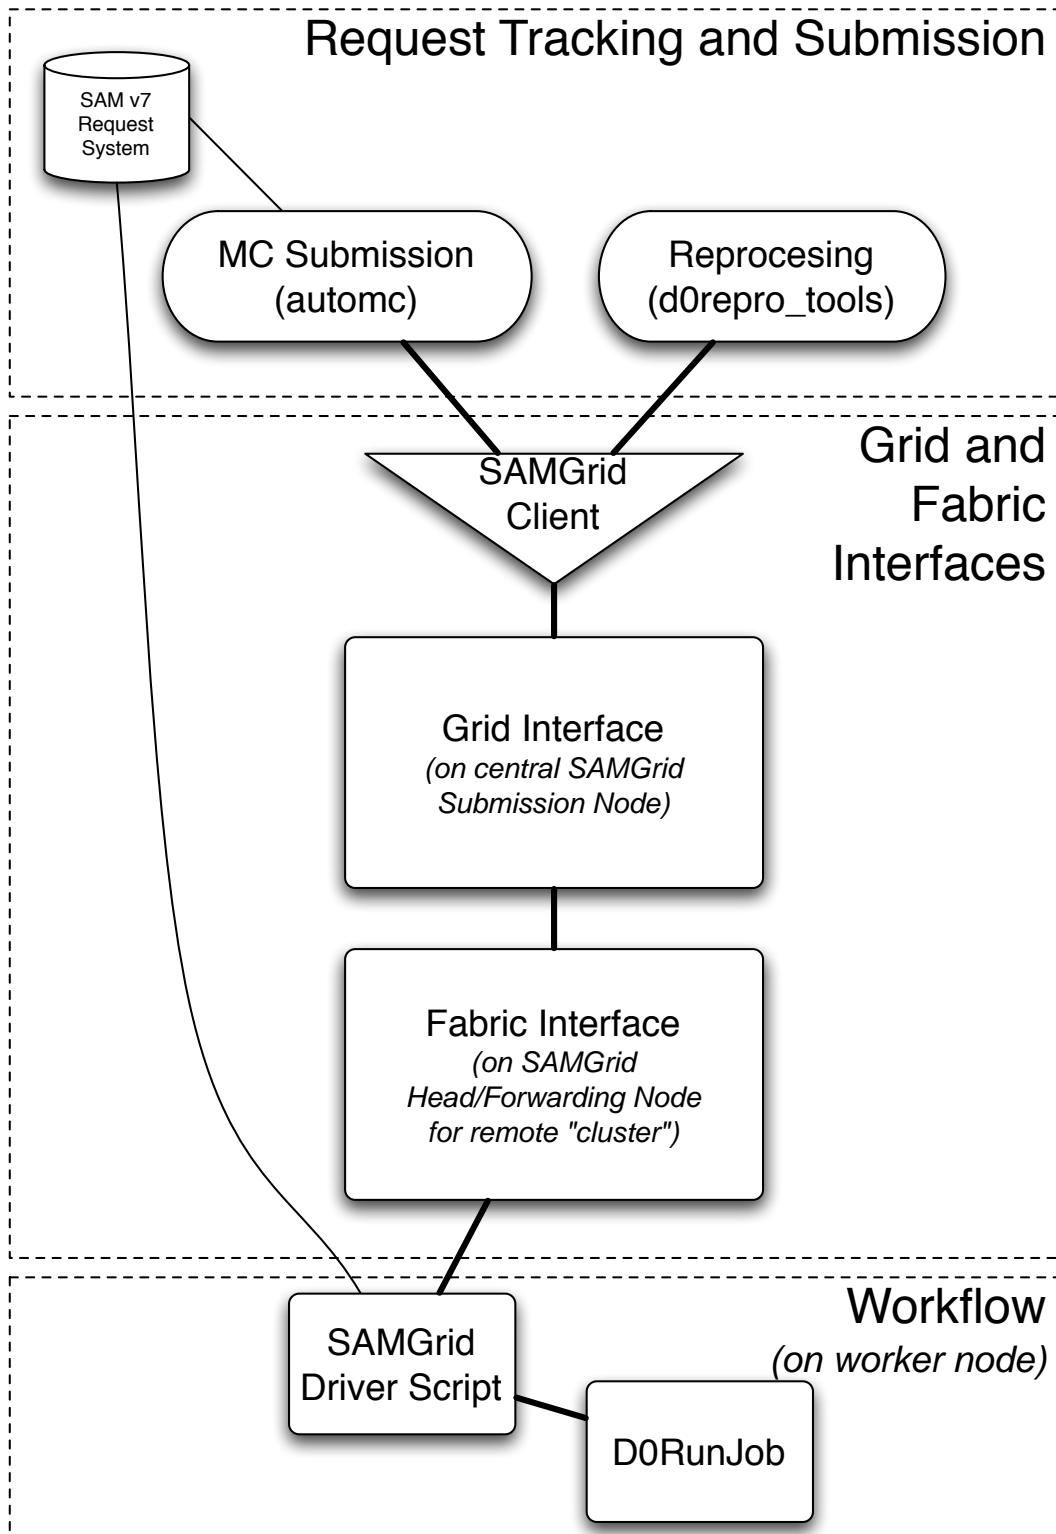 Request Tracking and Submission
SAM v7
Request
System
MC Submission
(automc)
Reprocesing
(d0repro_tools)
Grid and
Fabric
Interfaces
SAMGrid
Client
Grid Interface
(on central SAMGrid
Submission Node)
Fabric Interface
(on SAMGrid
Head/Forwarding Node
for remote "cluster")
Workflow
(on worker node)
SAMGrid
Driver Script
D0RunJob